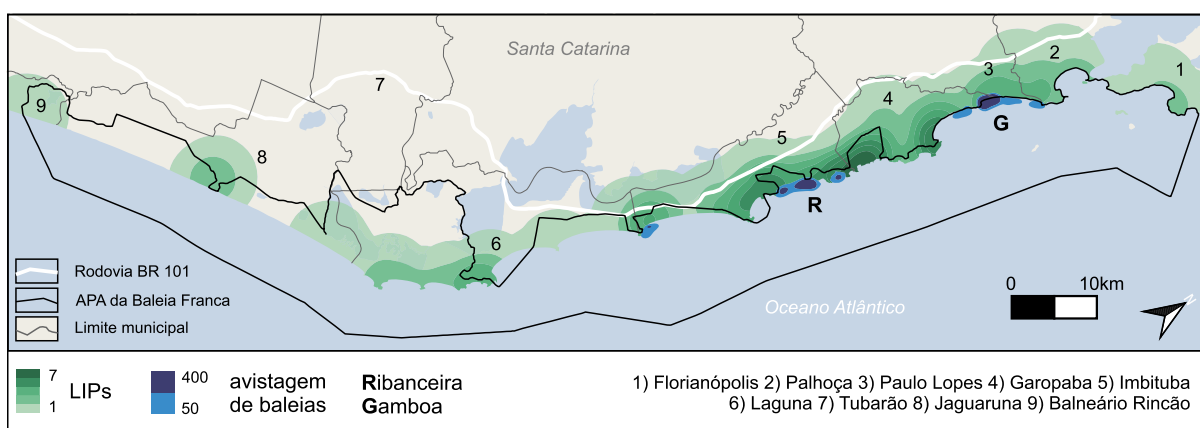 Santa Catarina
1
2
3
4
5
6
7
8
9
G
R
Oceano Atlântico
Rodovia BR 101
APA da Baleia Franca
Limite municipal
0 10km
N
7
1
LIPs
400
50
avistagem
de baleias
Ribanceira
Gamboa
1) Florianópolis 2) Palhoça 3) Paulo Lopes 4) Garopaba 5) Imbituba
6) Laguna 7) Tubarão 8) Jaguaruna 9) Balneário Rincão